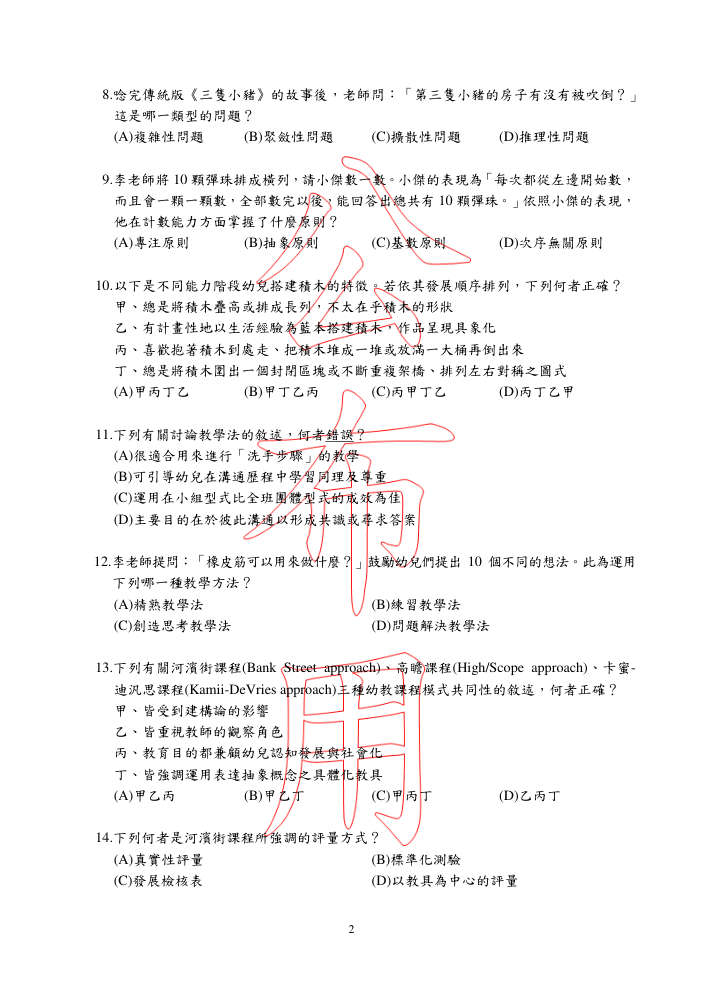 8.唸完傳統版《三隻小豬》的故事後，老師問：「第三隻小豬的房子有沒有被吹倒？」
這是哪一類型的問題？
(A)複雜性問題 (B)聚斂性問題 (C)擴散性問題 (D)推理性問題
9.李老師將 10 顆彈珠排成橫列，請小傑數一數。小傑的表現為「每次都從左邊開始數，
而且會一顆一顆數，全部數完以後，能回答出總共有 10 顆彈珠。」依照小傑的表現，
他在計數能力方面掌握了什麼原則？
(A)專注原則 (B)抽象原則 (C)基數原則 (D)次序無關原則
10.以下是不同能力階段幼兒搭建積木的特徵。若依其發展順序排列，下列何者正確？
甲、總是將積木疊高或排成長列，不太在乎積木的形狀
乙、有計畫性地以生活經驗為藍本搭建積木，作品呈現具象化
丙、喜歡抱著積木到處走、把積木堆成一堆或放滿一大桶再倒出來
丁、總是將積木圍出一個封閉區塊或不斷重複架橋、排列左右對稱之圖式
(A)甲丙丁乙 (B)甲丁乙丙 (C)丙甲丁乙 (D)丙丁乙甲
11.下列有關討論教學法的敘述，何者錯誤？
(A)很適合用來進行「洗手步驟」的教學
(B)可引導幼兒在溝通歷程中學習同理及尊重
(C)運用在小組型式比全班團體型式的成效為佳
(D)主要目的在於彼此溝通以形成共識或尋求答案
12.李老師提問：「橡皮筋可以用來做什麼？」鼓勵幼兒們提出 10 個不同的想法。此為運用
下列哪一種教學方法？
(A)精熟教學法 (B)練習教學法
(C)創造思考教學法 (D)問題解決教學法
13.下列有關河濱街課程(Bank Street approach)、高瞻課程(High/Scope approach)、卡蜜-
迪汎思課程(Kamii-DeVries approach)三種幼教課程模式共同性的敘述，何者正確？
甲、皆受到建構論的影響
乙、皆重視教師的觀察角色
丙、教育目的都兼顧幼兒認知發展與社會化
丁、皆強調運用表達抽象概念之具體化教具
(A)甲乙丙 (B)甲乙丁 (C)甲丙丁 (D)乙丙丁
14.下列何者是河濱街課程所強調的評量方式？
(A)真實性評量 (B)標準化測驗
(C)發展檢核表 (D)以教具為中心的評量
2
公布用